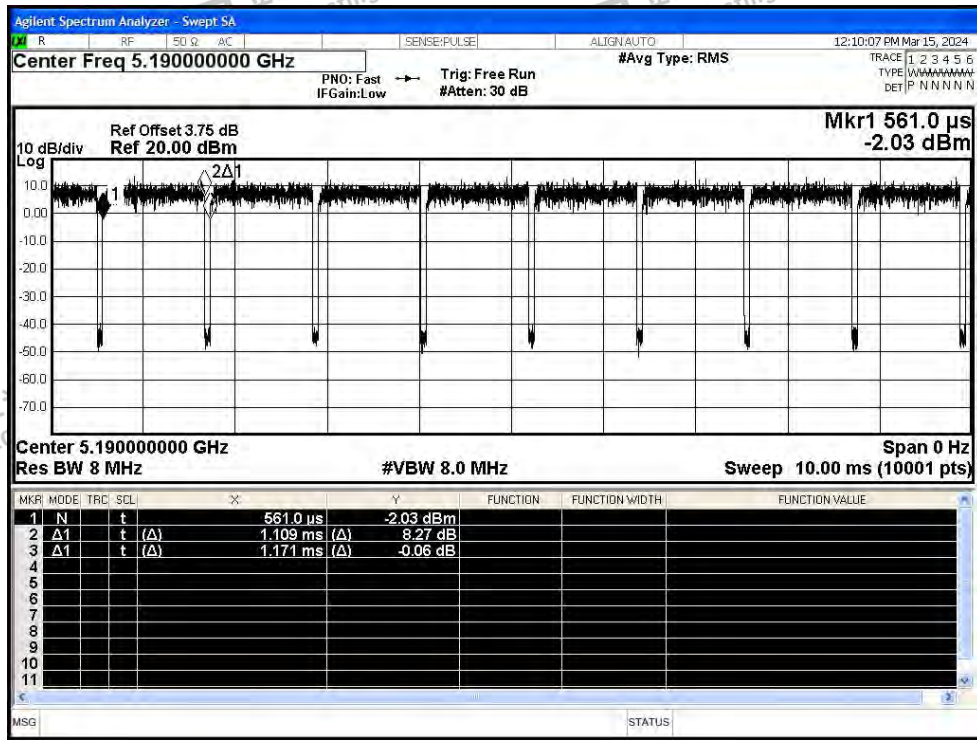 Agilent Spectrum Analyzer - Swept SA
LXI R RF 50 Ω AC SENSE:PULSE ALIGNAUTO 12:10:07 PM Mar 15, 2024
Center Freq 5.190000000 GHz #Avg Type: RMS TRACE 1 2 3 4 5 6
PNO: Fast Trig: Free Run TYPE WWWWWW
IFGain:Low #Atten: 30 dB DET P N N N N N
Mkr1 561.0 µs
Ref Offset 3.75 dB
10 dB/div Ref 20.00 dBm -2.03 dBm
Log
2Δ1
10.0
1
0.00
-10.0
-20.0
-30.0
-40.0
-50.0
-60.0
-70.0
Center 5.190000000 GHz Span 0 Hz
Res BW 8 MHz #VBW 8.0 MHz Sweep 10.00 ms (10001 pts)
MKR MODE TRC SCL X Y FUNCTION FUNCTION WIDTH FUNCTION VALUE
1 N t 561.0 µs -2.03 dBm
2 Δ1 t (Δ) 1.109 ms (Δ) 8.27 dB
3 Δ1 t (Δ) 1.171 ms (Δ) -0.06 dB
4
5
6
7
8
9
10
11
MSG STATUS